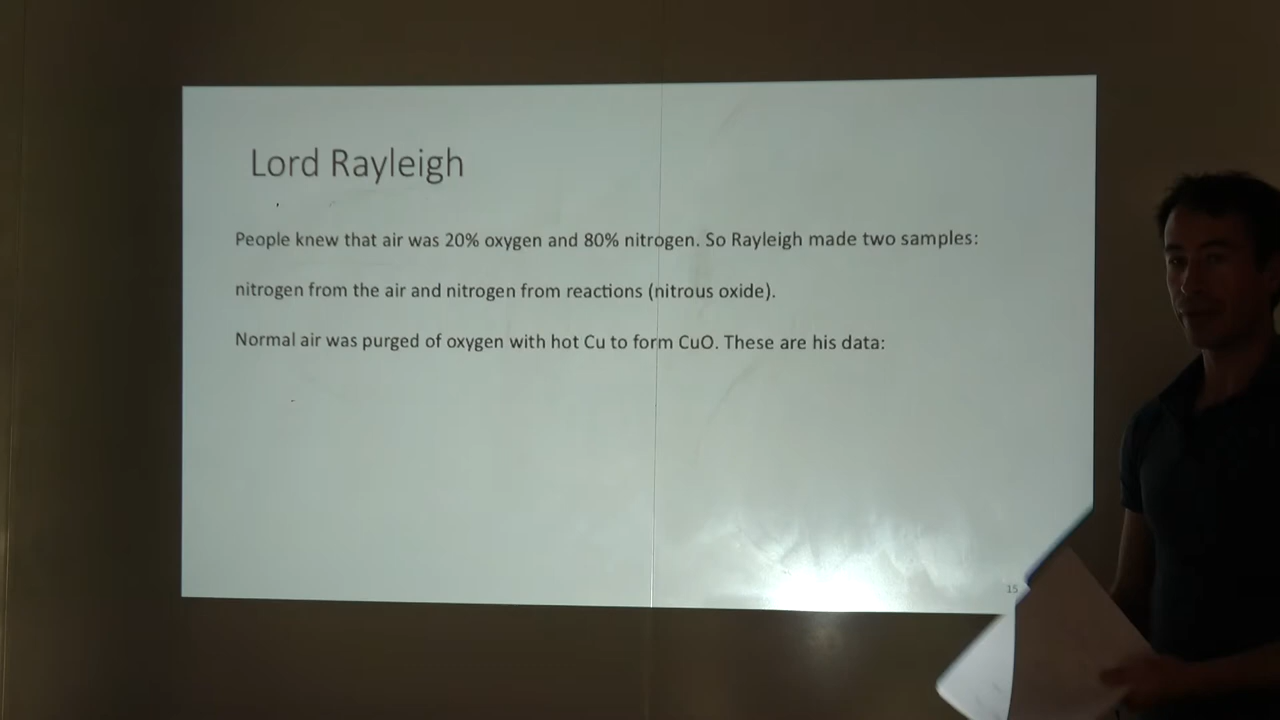 Lord Rayleigh
People knew that air was 20% oxygen and 80% nitrogen. So Rayleigh made two samples:
nitrogen from the air and nitrogen from reactions (nitrous oxide).
Normal air was purged of oxygen with hot Cu to form CuO. These are his data:
15